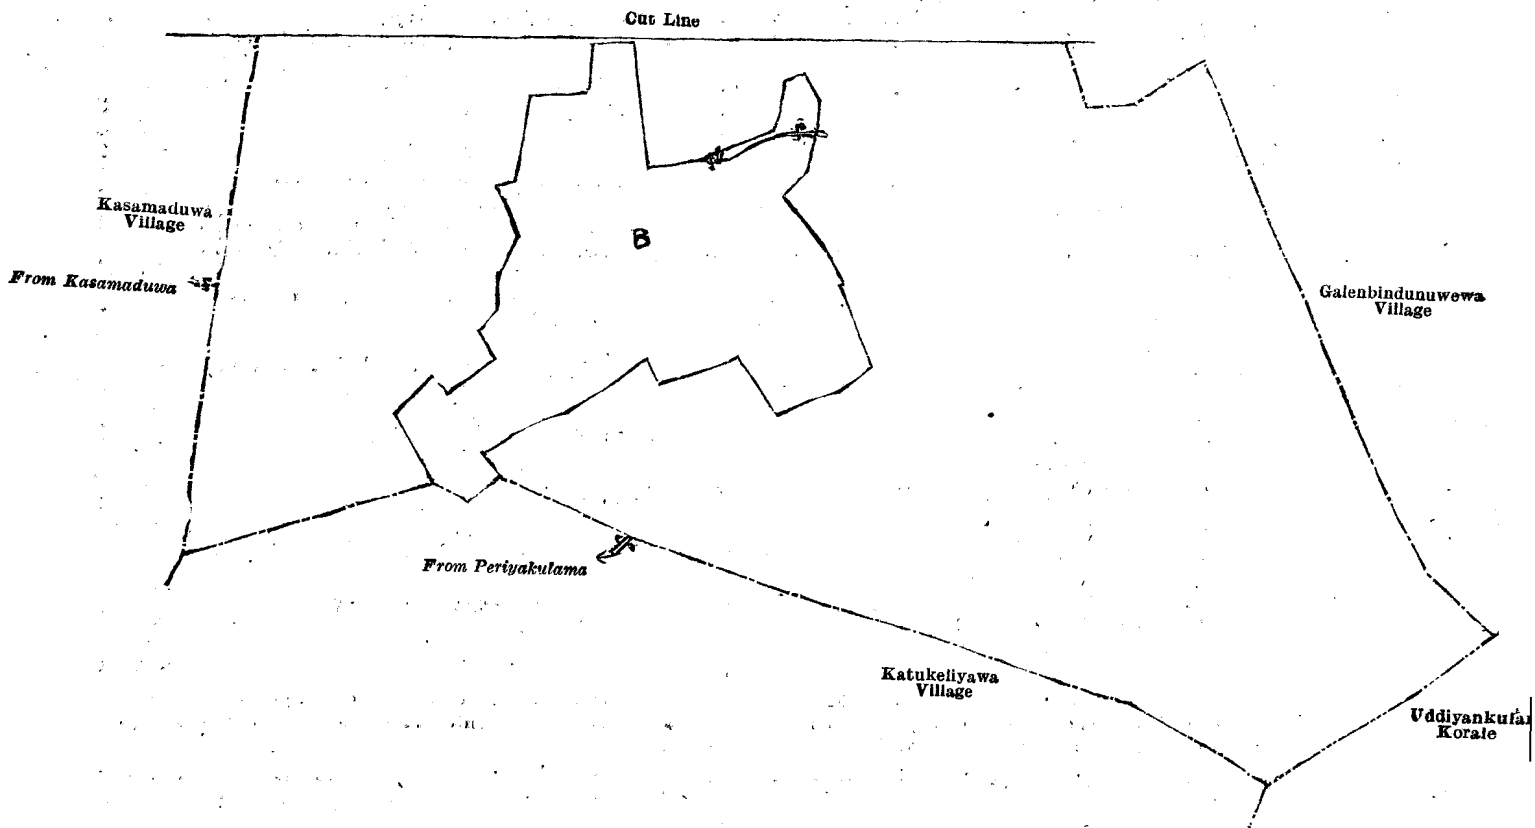 Cut Line
Kasamaduwa
Village
B
From Kasamaduwa
Galenbindunuwewa
Village
From Periyakulama
Katukeliyawa
Village
Korale